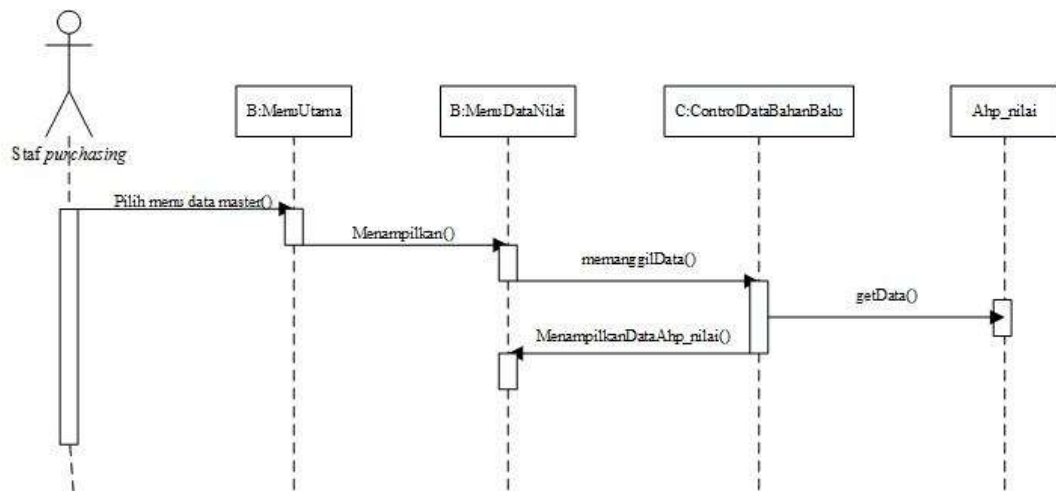 B:MenuUtama
B:MenuDataNilai
C:ControlDataBahanBaku
Ahp_nilai
Staf purchasing
Pilih menu data master()
Menampilkan()
memanggilData()
getData()
MenampilkanDataAhp_nilai()